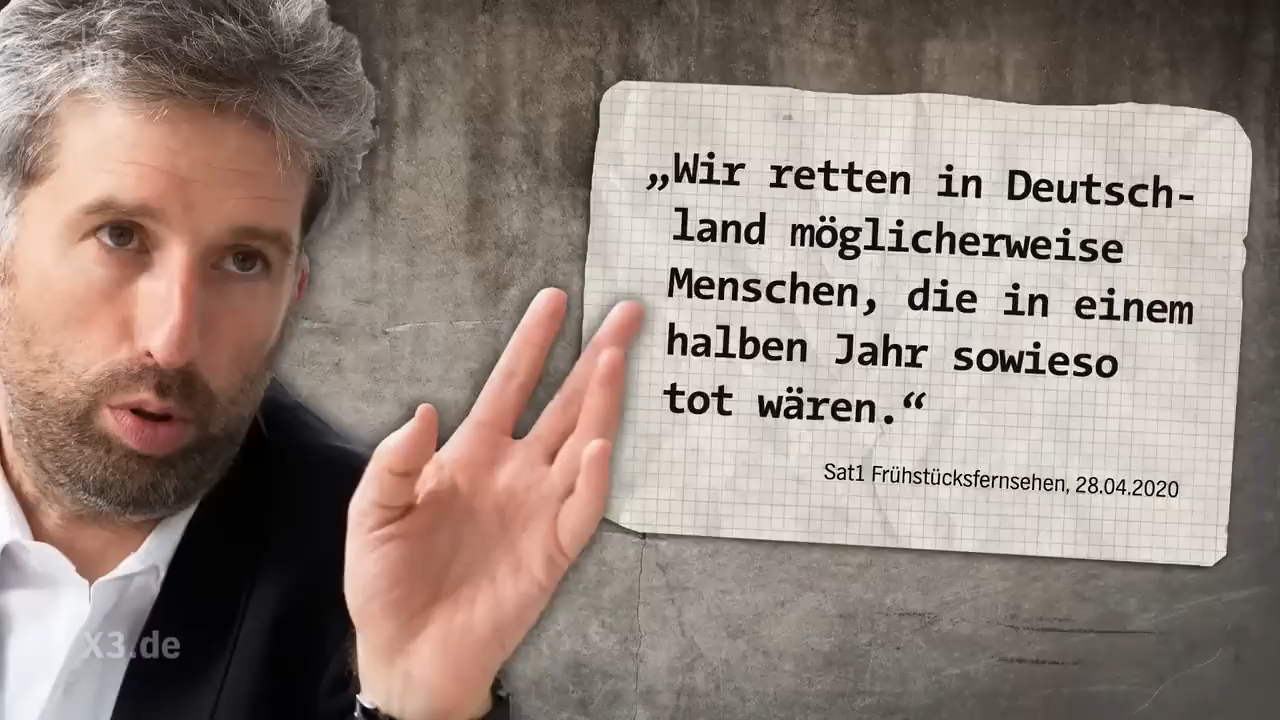 „Wir retten in Deutsch-
land möglicherweise
Menschen, die in einem
halben Jahr sowieso
tot wären.“
Sat1 Frühstücksfernsehen, 28.04.2020
X3.de